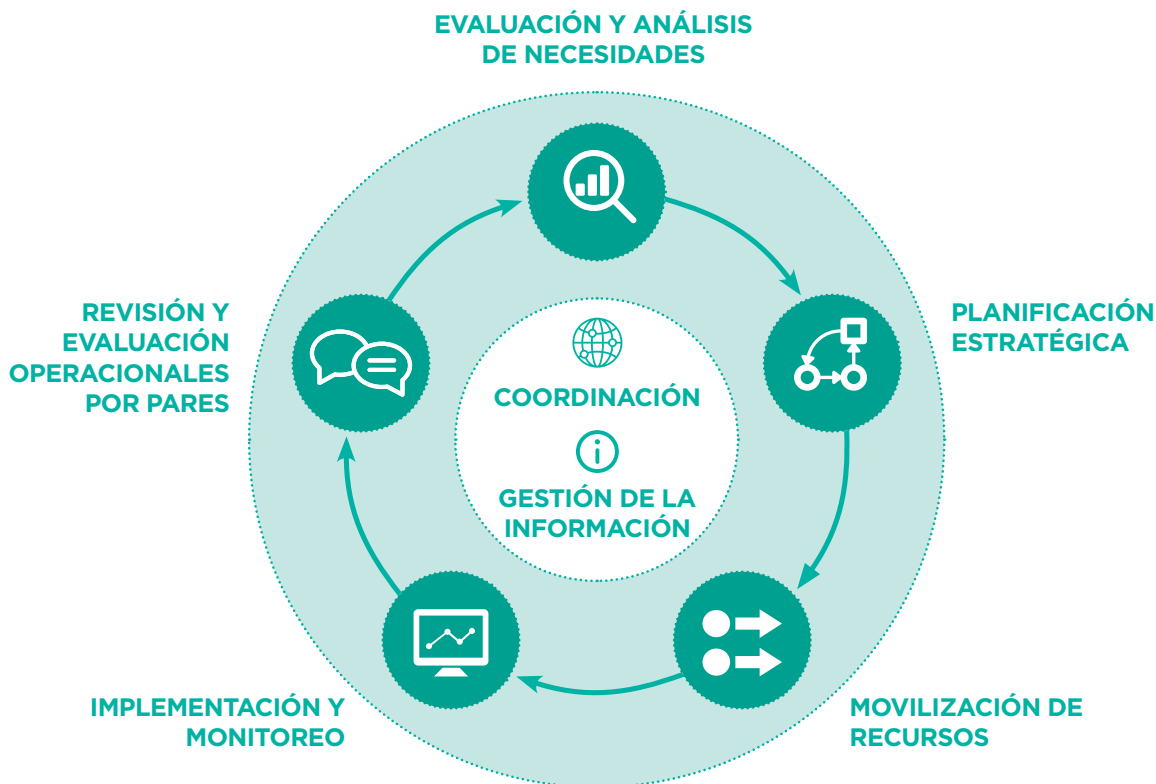 EVALUACIÓN Y ANÁLISIS
DE NECESIDADES
PLANIFICACIÓN
ESTRATÉGICA
MOVILIZACIÓN DE
RECURSOS
IMPLEMENTACIÓN Y
MONITOREO
REVISIÓN Y
EVALUACIÓN
OPERACIONALES
POR PARES
COORDINACIÓN
GESTIÓN DE LA
INFORMACIÓN